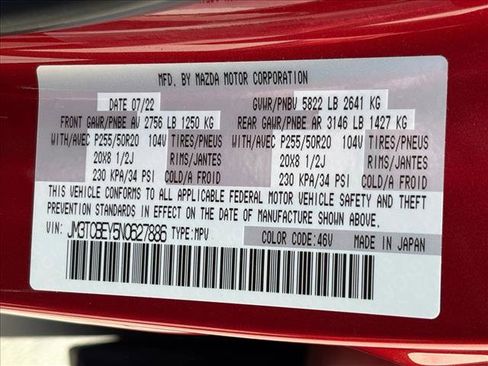 MFD. BY MAZDA MOTOR CORPORATION
DATE 07/22 GVWR/PNBV 5822 LB 2641 KG
FRONT GAWR/PNBE AV 2756 LB 1250 KG REAR GAWR/PNBE AR 3146 LB 1427 KG
WITH/AVEC P255/50R20 104V TIRES/PNEUS WITH/AVEC P255/50R20 104V TIRES/PNEUS
20X8 1/2J RIMS/JANTES 20X8 1/2J RIMS/JANTES
230 KPA/34 PSI COLD/A FROID 230 KPA/34 PSI COLD/A FROID
THIS VEHICLE CONFORMS TO ALL APPLICABLE FEDERAL MOTOR VEHICLE SAFETY AND THEFT
PREVENTION STANDARDS IN EFFECT ON THE DATE OF MANUFACTURE SHOWN ABOVE.
VIN: JM3TCBEY5N0627886 TYPE:MPV COLOR CODE:46V MADE IN JAPAN